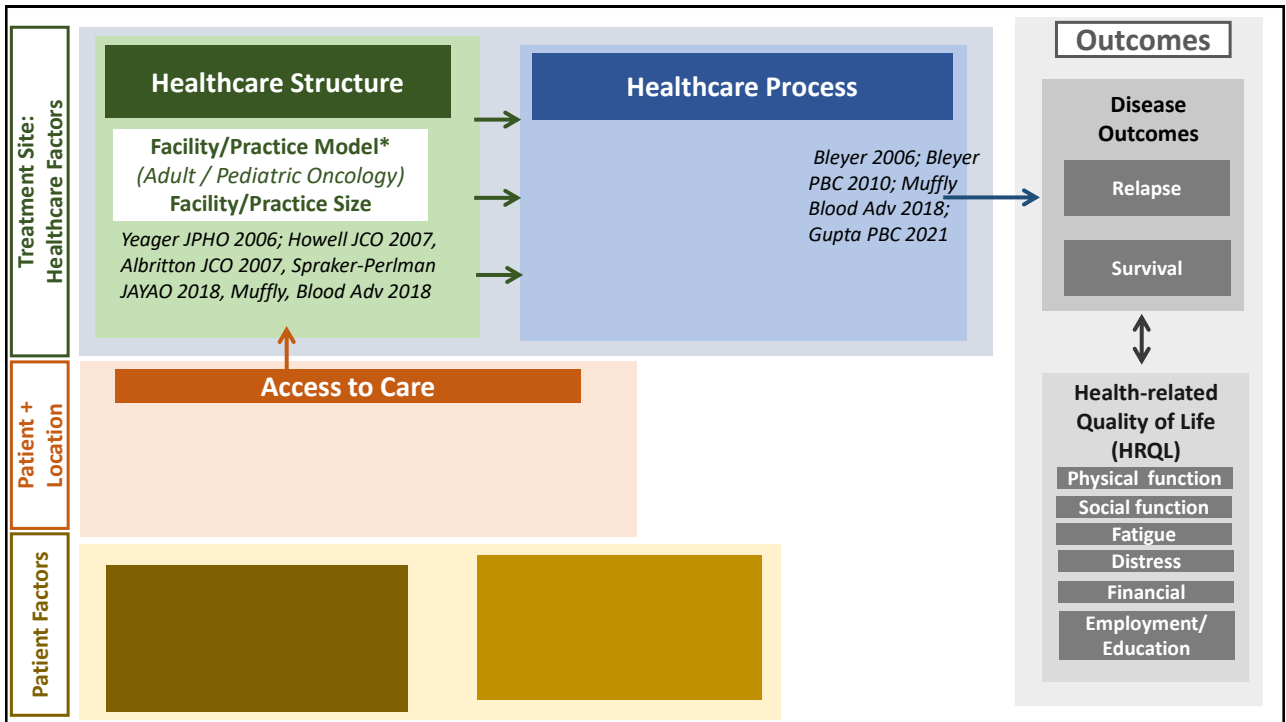 Treatment Site:
Healthcare Factors
Healthcare Structure
Facility/Practice Model*
(Adult / Pediatric Oncology)
Facility/Practice Size
Yeager JPHO 2006; Howell JCO 2007,
Albritton JCO 2007, Spraker-Perlman
JAYAO 2018, Muffly, Blood Adv 2018
Healthcare Process
Bleyer 2006; Bleyer
PBC 2010; Muffly
Blood Adv 2018;
Gupta PBC 2021
Outcomes
Disease
Outcomes
Relapse
Survival
Health-related
Quality of Life
(HRQL)
Physical function
Social function
Fatigue
Distress
Financial
Employment/
Education
Patient +
Location
Access to Care
Patient Factors